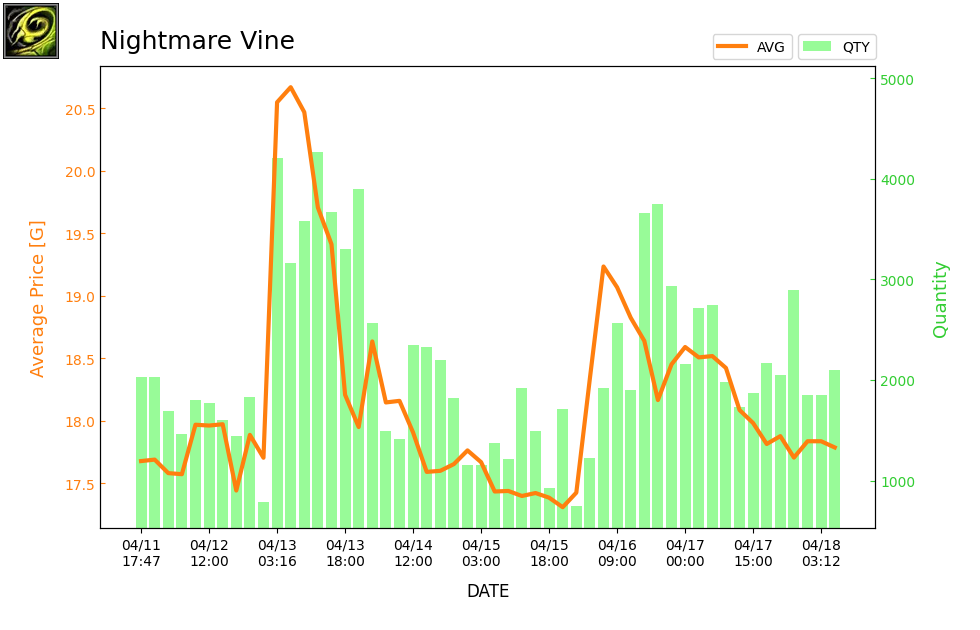 Nightmare Vine
AVG
QTY
Average Price [G]
20.5
20.0
19.5
19.0
18.5
18.0
17.5
5000
4000
3000
2000
1000
Quantity
04/11 04/12 04/13 04/13 04/14 04/15 04/15 04/16 04/17 04/17 04/18
17:47 12:00 03:16 18:00 12:00 03:00 18:00 09:00 00:00 15:00 03:12
DATE